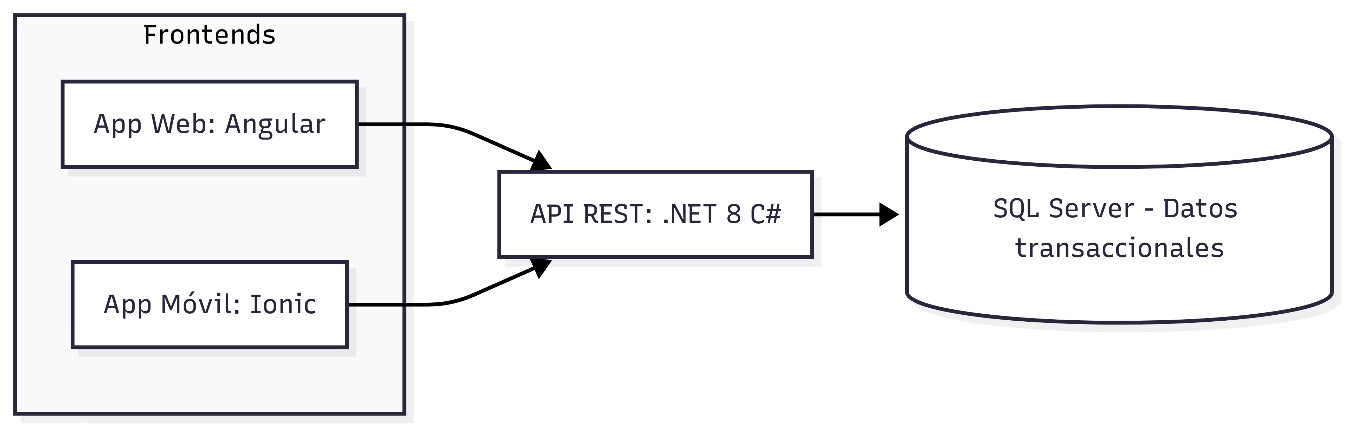 Frontends
App Web: Angular
App Móvil: Ionic
API REST: .NET 8 C#
SQL Server - Datos
transaccionales